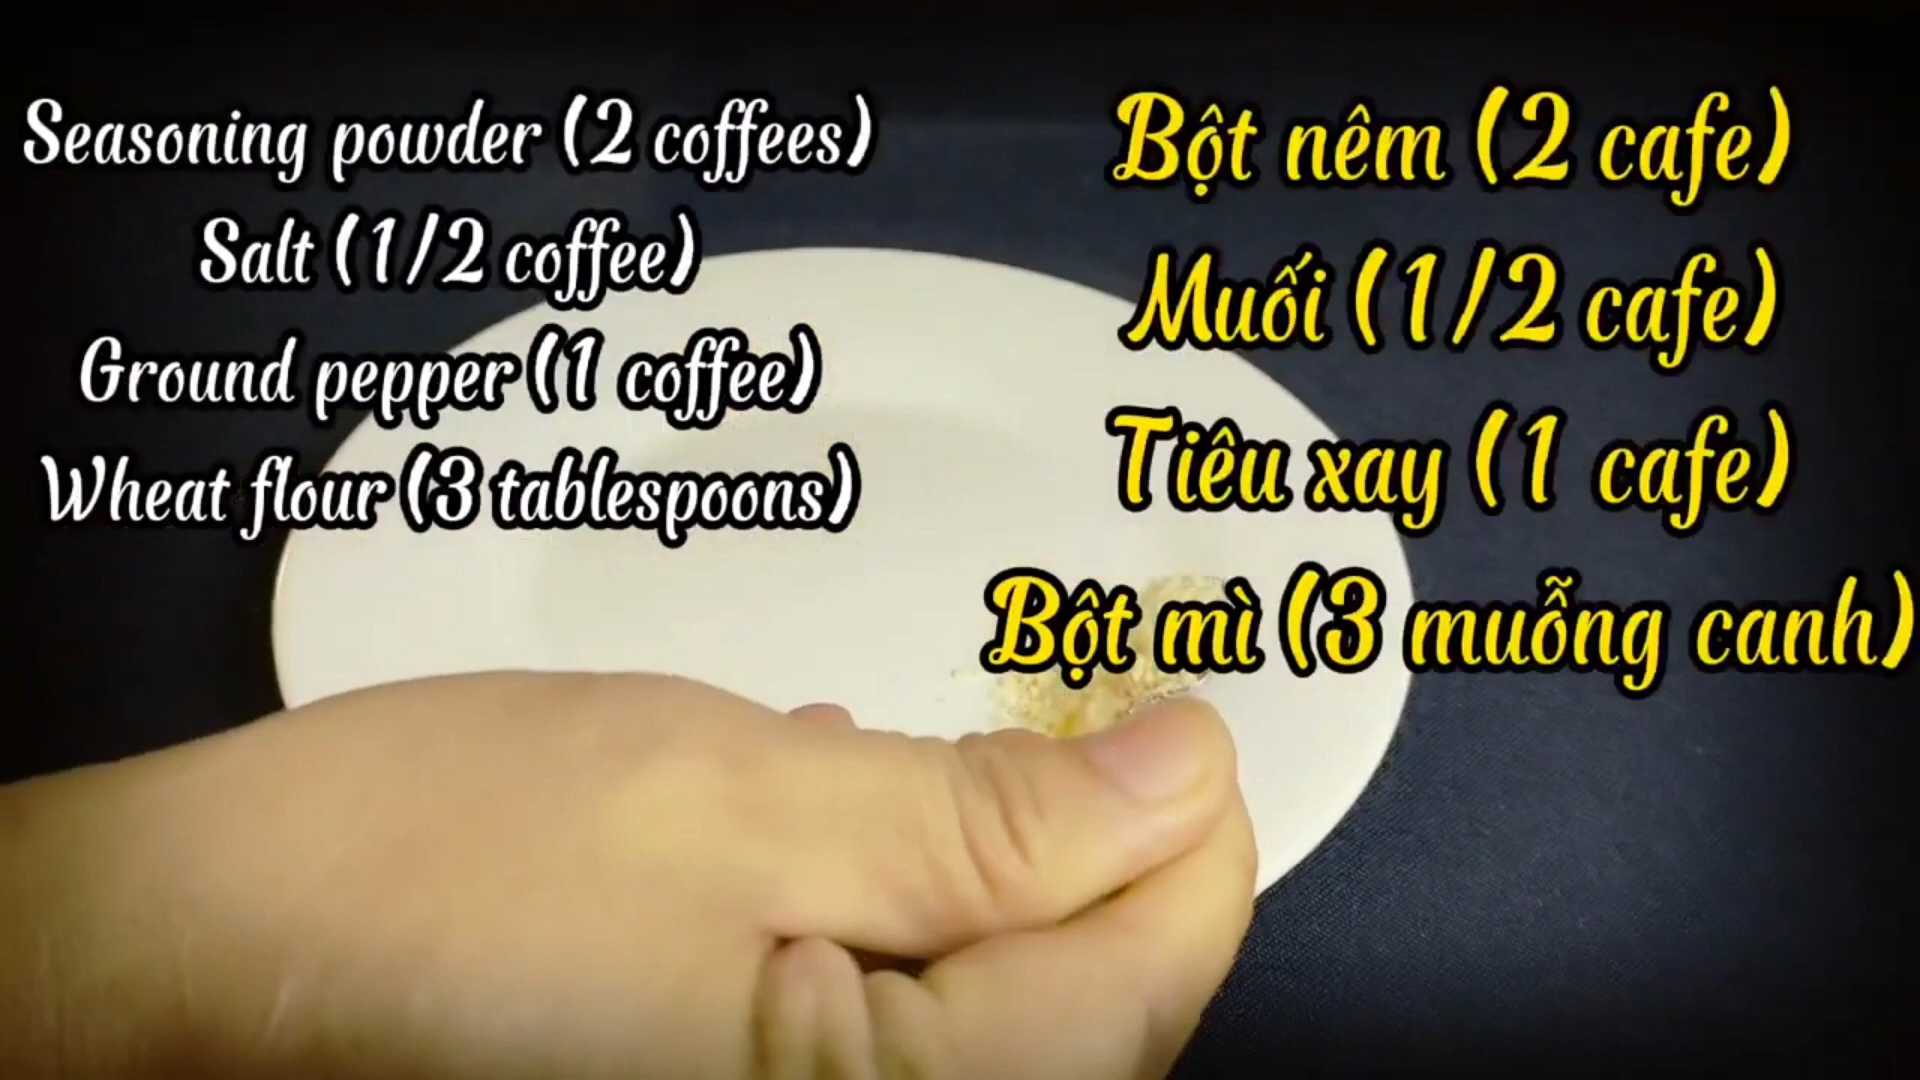 Seasoning powder (2 coffees)
Salt (1/2 coffee)
Ground pepper (1 coffee)
Wheat flour (3 tablespoons)
Bột nêm (2 cafe)
Muối (1/2 cafe)
Tiêu xay (1 cafe)
Bột mì (3 muỗng canh)